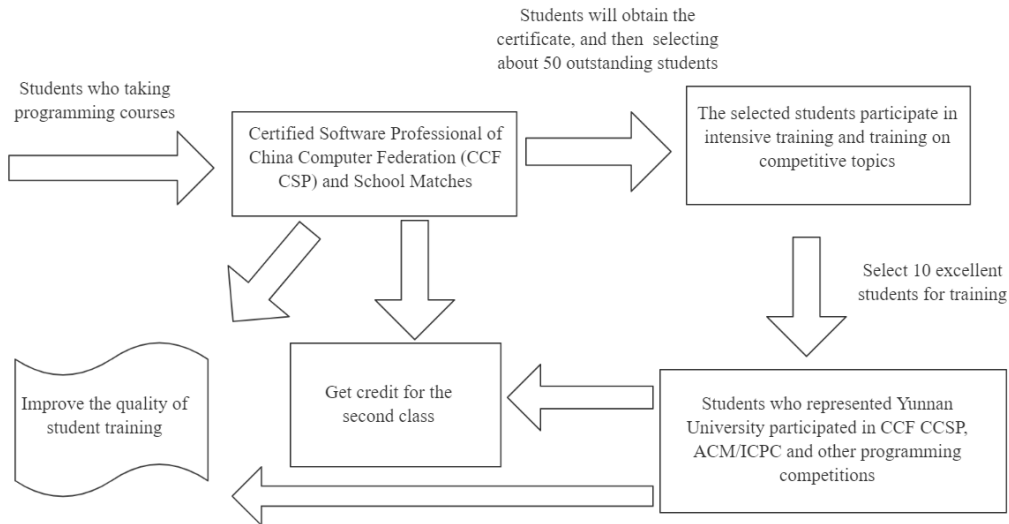 Students who taking
programming courses
Certified Software Professional of
China Computer Federation (CCF
CSP) and School Matches
Students will obtain the
certificate, and then selecting
about 50 outstanding students
The selected students participate in
intensive training and training on
competitive topics
Select 10 excellent
students for training
Improve the quality of
student training
Get credit for the
second class
Students who represented Yunnan
University participated in CCF CCSP,
ACM/ICPC and other programming
competitions